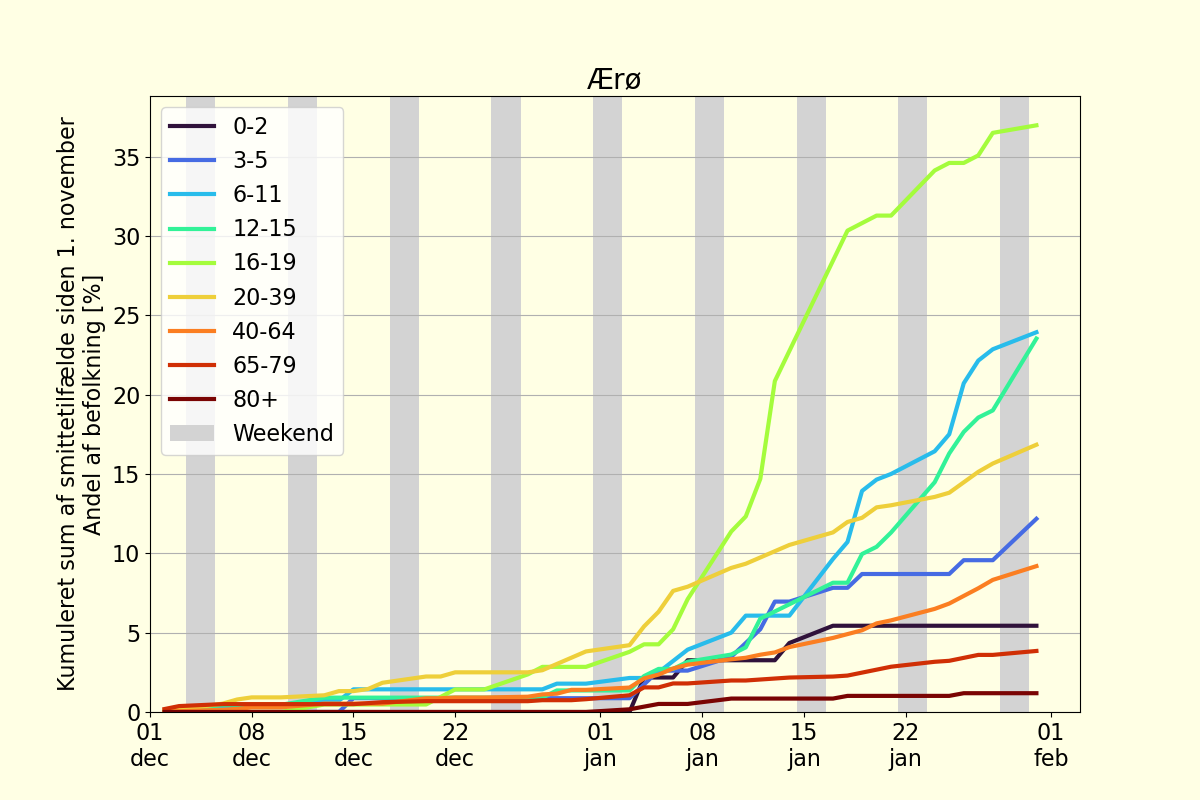 Ærø
Kumuleret sum af smittetilfælde siden 1. november
Andel af befolkning [%]
35
30
25
20
15
10
5
0
0-2
3-5
6-11
12-15
16-19
20-39
40-64
65-79
80+
Weekend
01 08 15 22 01 08 15 22 01
dec dec dec dec jan jan jan jan feb